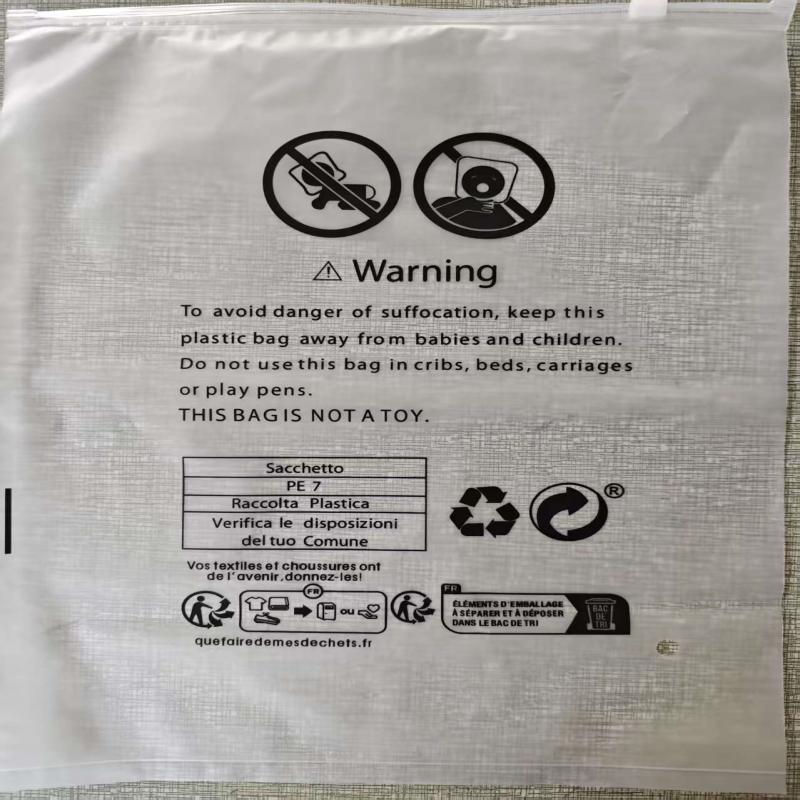 ⚠ Warning
To avoid danger of suffocation, keep this
plastic bag away from babies and children.
Do not use this bag in cribs, beds, carriages
or play pens.
THIS BAG IS NOT A TOY.
Sacchetto
PE 7
Raccolta Plastica
Verifica le disposizioni
del tuo Comune
®
Vos textiles et choussures ont
de l'avenir,donnez-les!
FR
OU
quefairedemesdechets.fr
FR
ÉLÉMENTS D'EMBALLAGE
À SÉPARER ET À DÉPOSER
DANS LE BAC DE TRI
BAC
DE
TRI